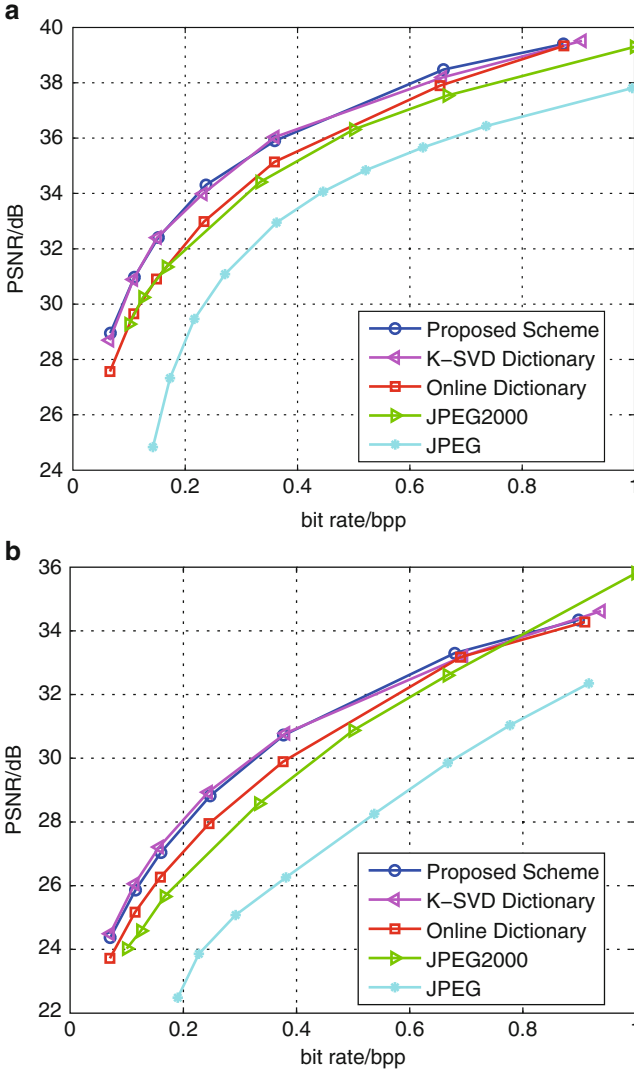 a
40
38
36
34
32
30
28
26
24
PSNR/dB
Proposed Scheme
K-SVD Dictionary
Online Dictionary
JPEG2000
JPEG
0 0.2 0.4 0.6 0.8 1
bit rate/bpp
b
36
34
32
30
28
26
24
22
PSNR/dB
Proposed Scheme
K-SVD Dictionary
Online Dictionary
JPEG2000
JPEG
0 0.2 0.4 0.6 0.8 1
bit rate/bpp